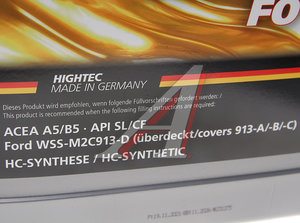 FO
HIGHTEC
MADE IN GERMANY
Dieses Produkt wird empfohlen, wenn folgende Füllvorschriften gefordert werden: /
This product is recommended when the following filling instructions are required:
ACEA A5/B5 · API SL/CF
Ford WSS-M2C913-D (überdeckt/covers 913-A/-B/-C)
HC-SYNTHESE / HC-SYNTHETIC